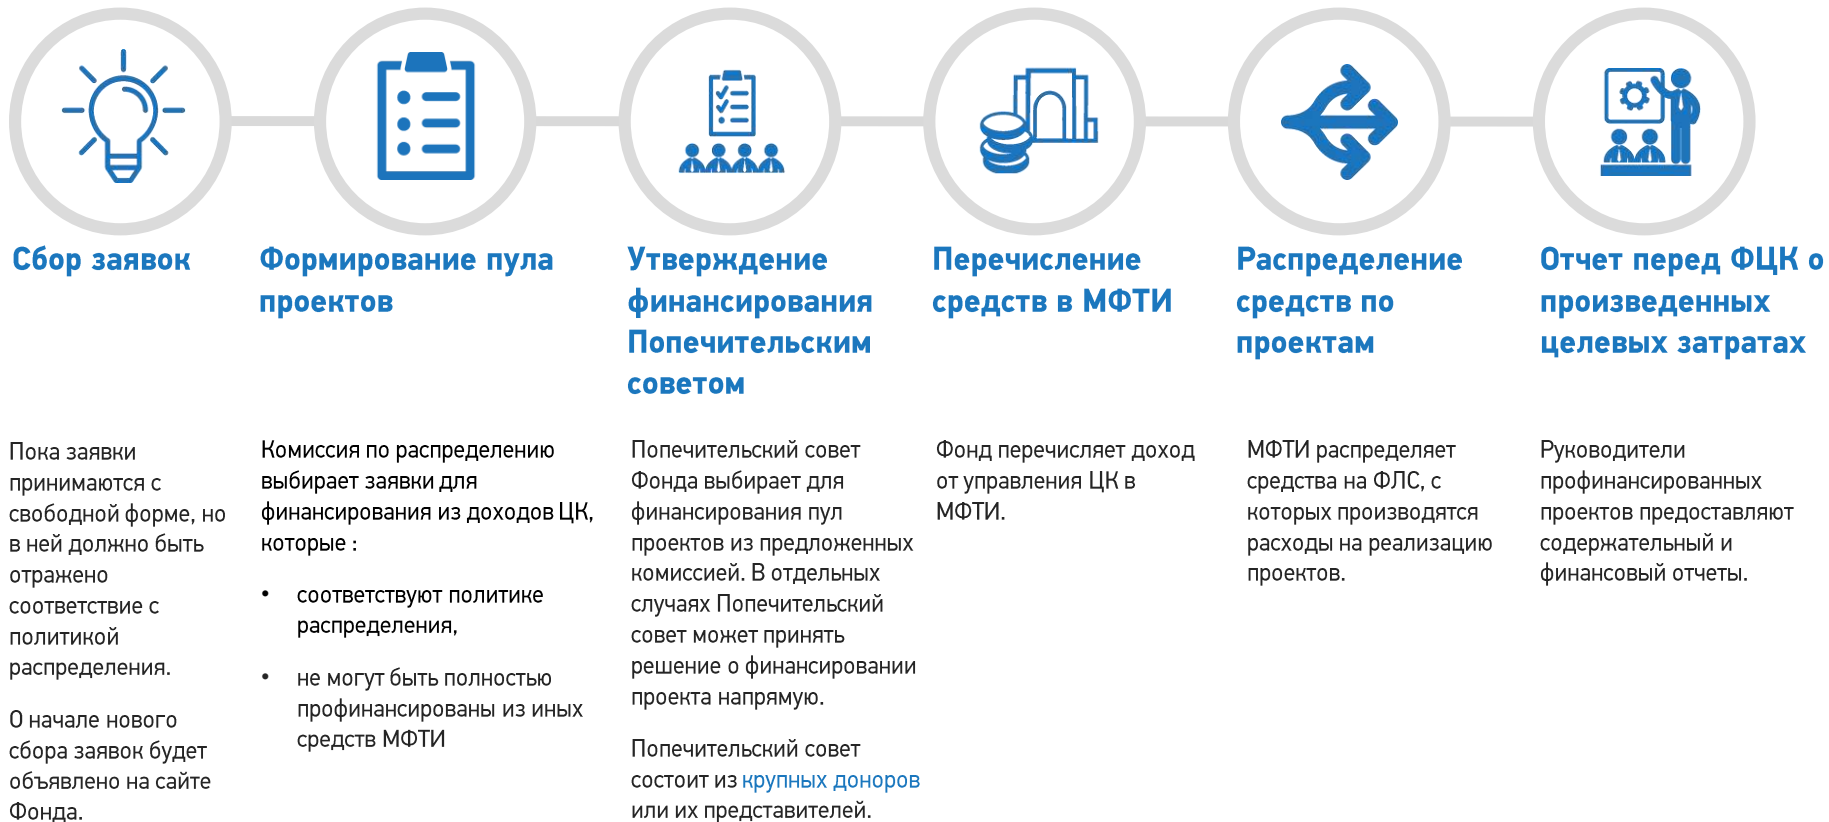 Сбор заявок
Формирование пула
проектов
Утверждение
финансирования
Попечительским
советом
Перечисление
средств в МФТИ
Распределение
средств по
проектам
Отчет перед ФЦК о
произведенных
целевых затратах
Пока заявки
принимаются с
свободной форме, но
в ней должно быть
отражено
соответствие с
политикой
распределения.
О начале нового
сбора заявок будет
объявлено на сайте
Фонда.
Комиссия по распределению
выбирает заявки для
финансирования из доходов ЦК,
которые :
• соответствуют политике
распределения,
• не могут быть полностью
профинансированы из иных
средств МФТИ
Попечительский совет
Фонда выбирает для
финансирования пул
проектов из предложенных
комиссией. В отдельных
случаях Попечительский
совет может принять
решение о финансировании
проекта напрямую.
Попечительский совет
состоит из крупных доноров
или их представителей.
Фонд перечисляет доход
от управления ЦК в
МФТИ.
МФТИ распределяет
средства на ФЛС, с
которых производятся
расходы на реализацию
проектов.
Руководители
профинансированных
проектов предоставляют
содержательный и
финансовый отчеты.